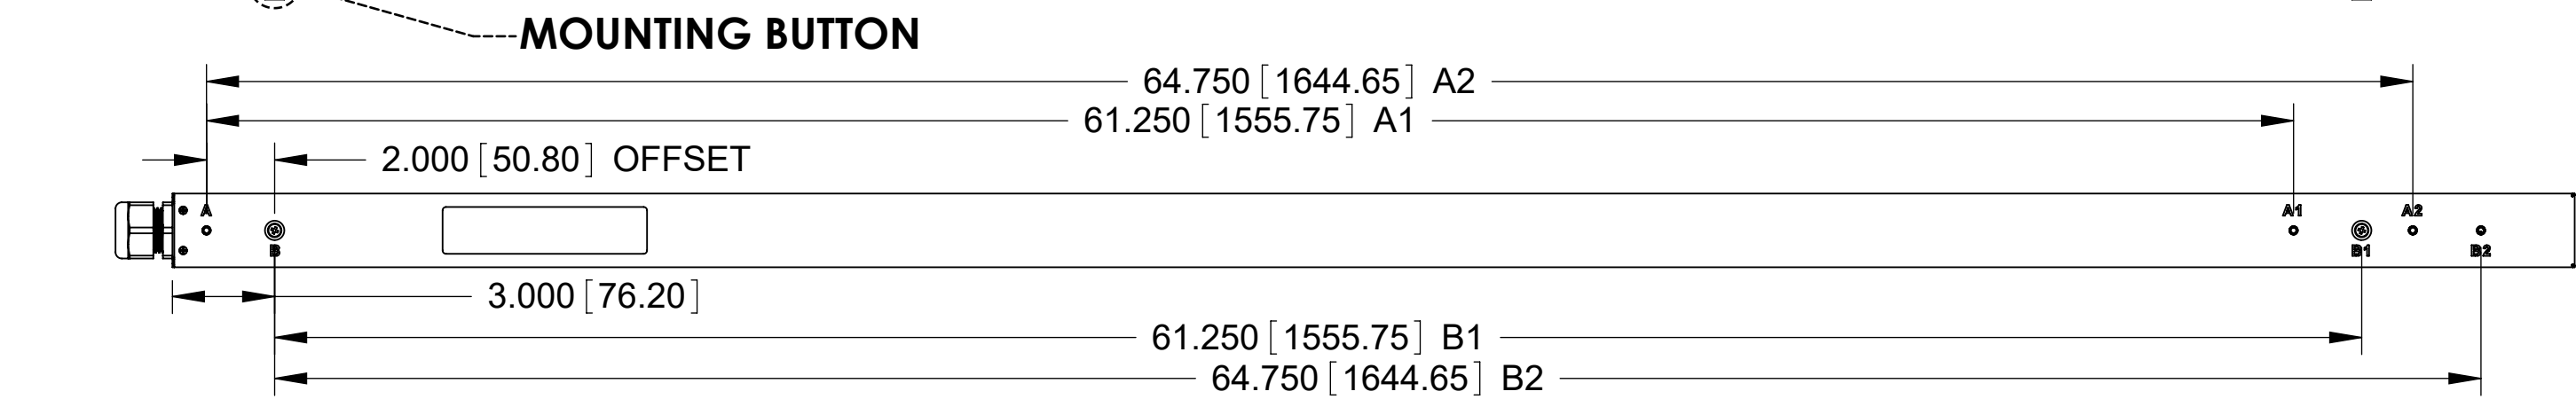 MOUNTING BUTTON
64.750 [1644.65] A2
61.250 [1555.75] A1
2.000 [50.80] OFFSET
A A1 A2
B B1 B2
3.000 [76.20]
61.250 [1555.75] B1
64.750 [1644.65] B2